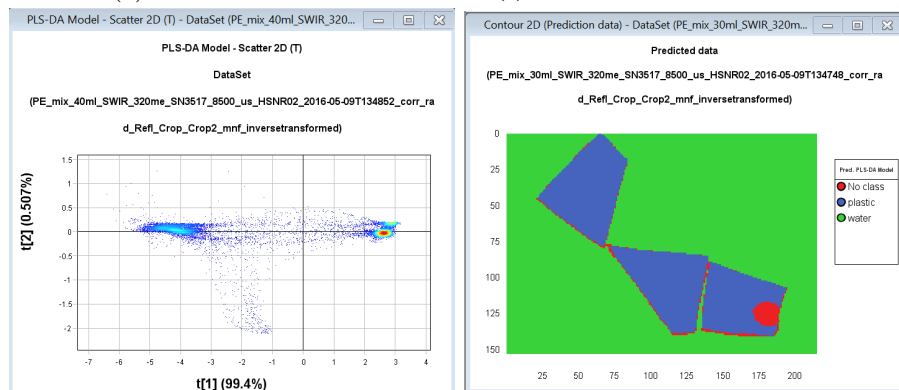 PLS-DA Model - Scatter 2D (T) - DataSet (PE_mix_40ml_SWIR_320...
PLS-DA Model - Scatter 2D (T)
DataSet
(PE_mix_40ml_SWIR_320me_SN3517_8500_us_HSNR02_2016-05-09T134852_corr_ra
d_Refl_Crop_Crop2_mnf_inversetransformed)
1.5
1
0.5
0
-0.5
-1
-1.5
-2
t[2] (0.507%)
-7 -6 -5 -4 -3 -2 -1 0 1 2 3 4
t[1] (99.4%)
Contour 2D (Prediction data) - DataSet (PE_mix_30ml_SWIR_320m...
Predicted data
(PE_mix_30ml_SWIR_320me_SN3517_8500_us_HSNR02_2016-05-09T134748_corr_ra
d_Refl_Crop_Crop2_mnf_inversetransformed)
0
25
50
75
100
125
150
25 50 75 100 125 150 175 200
Pred. PLS-DA Model
No class
plastic
water